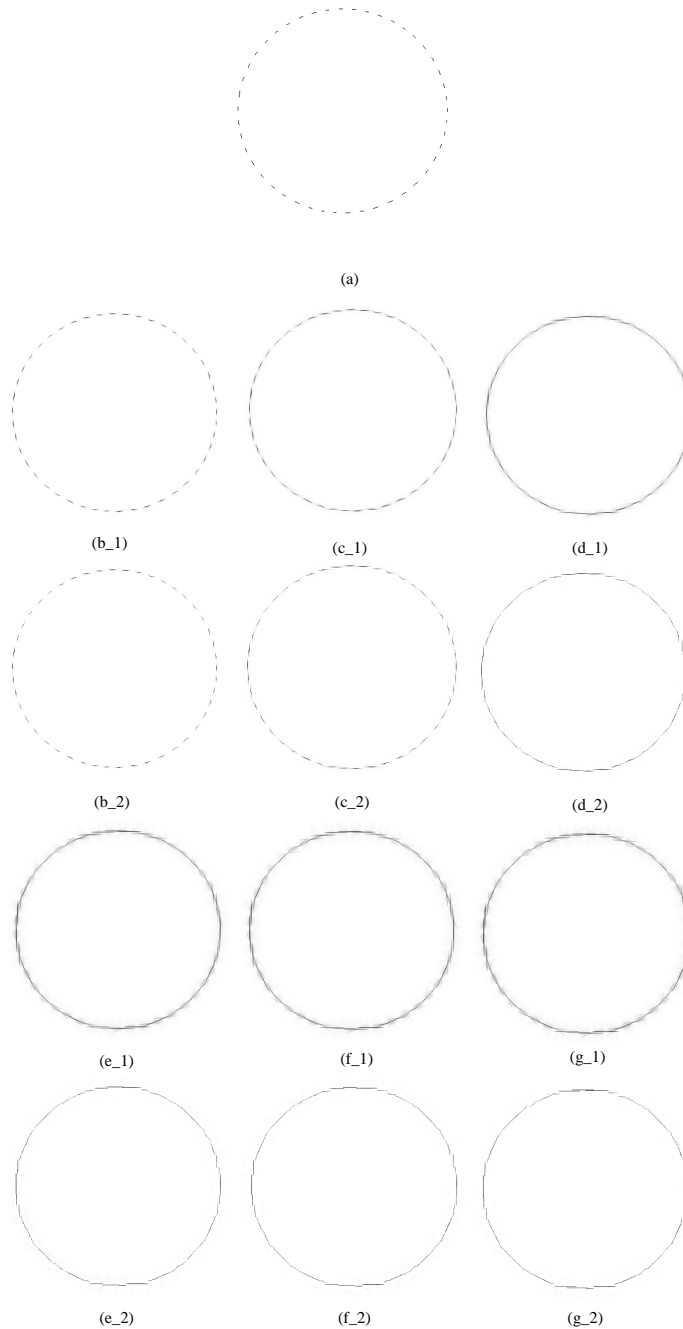 (a)
(b_1) (c_1) (d_1)
(b_2) (c_2) (d_2)
(e_1) (f_1) (g_1)
(e_2) (f_2) (g_2)